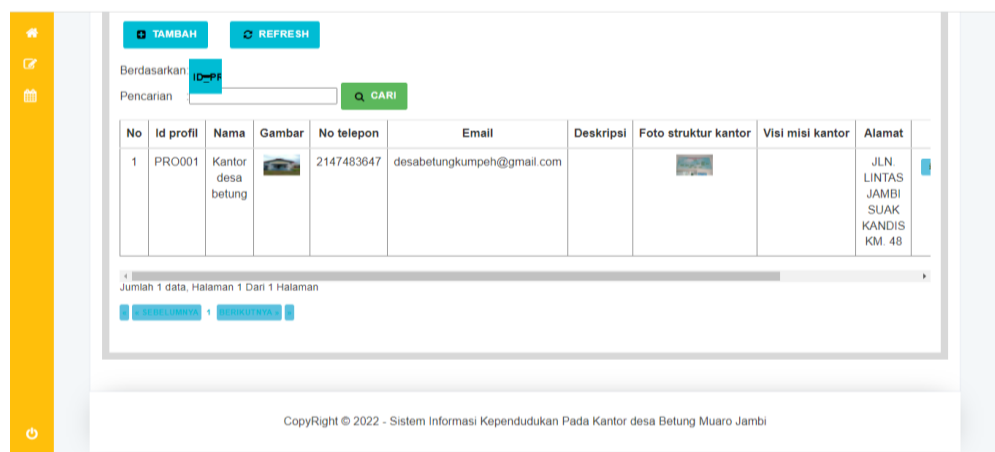 TAMBAH REFRESH
Berdasarkan:
Pencarian : CARI
No Id profil Nama Gambar No telepon Email Deskripsi Foto struktur kantor Visi misi kantor Alamat
1 PRO001 Kantor 2147483647 desabetungkumpeh@gmail.com JLN.
desa LINTAS
betung JAMBI
SUAK
KANDIS
KM. 48
Jumlah 1 data, Halaman 1 Dari 1 Halaman
« « SEBELUMNYA 1 BERIKUTNYA » »
CopyRight © 2022 - Sistem Informasi Kependudukan Pada Kantor desa Betung Muaro Jambi